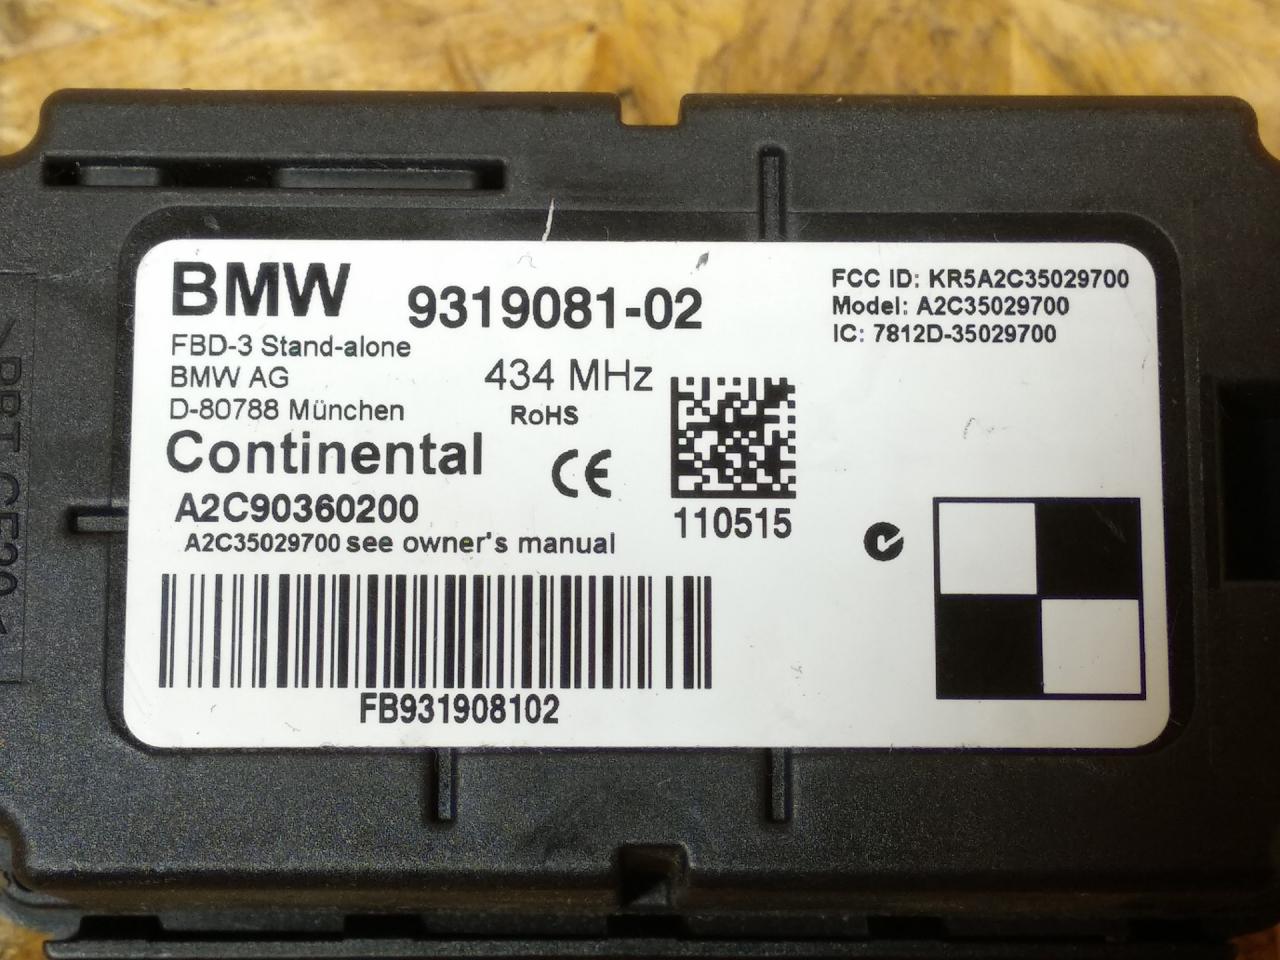 BMW 9319081-02
FBD-3 Stand-alone
BMW AG
D-80788 München
434 MHz
RoHS
Continental
CE
A2C90360200
A2C35029700 see owner's manual
110515
FB931908102
FCC ID: KR5A2C35029700
Model: A2C35029700
IC: 7812D-35029700